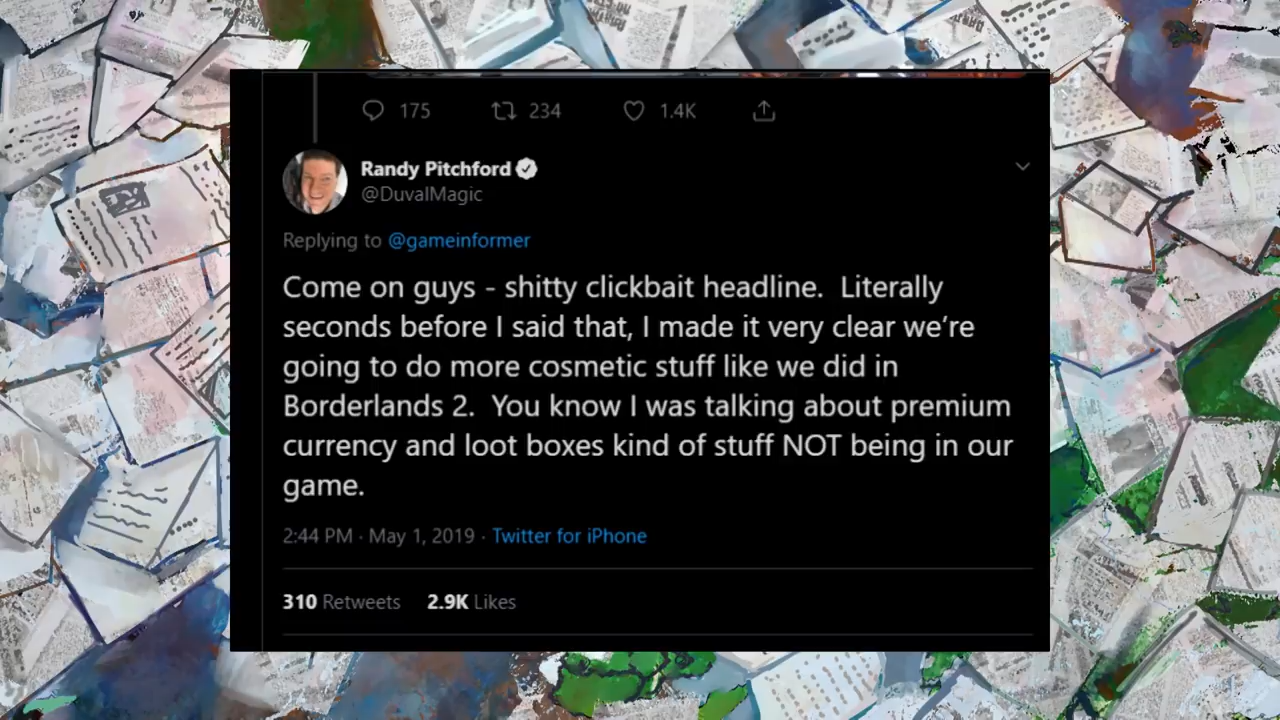 175 234 1.4K
Randy Pitchford
@DuvalMagic
Replying to @gameinformer
Come on guys - shitty clickbait headline.  Literally
seconds before I said that, I made it very clear we're
going to do more cosmetic stuff like we did in
Borderlands 2.  You know I was talking about premium
currency and loot boxes kind of stuff NOT being in our
game.
2:44 PM · May 1, 2019 · Twitter for iPhone
310 Retweets 2.9K Likes